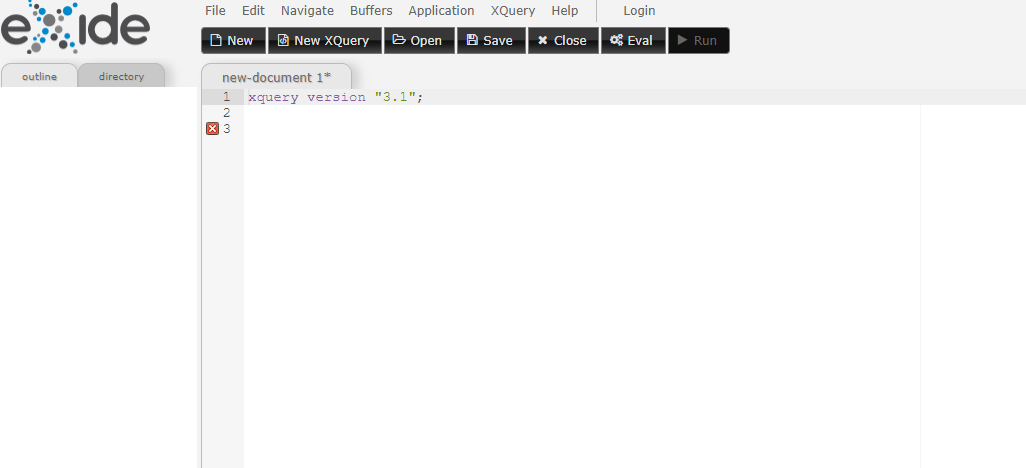 eXide
File Edit Navigate Buffers Application XQuery Help Login
New New XQuery Open Save Close Eval Run
outline directory new-document 1*
1 xquery version "3.1";
2
3